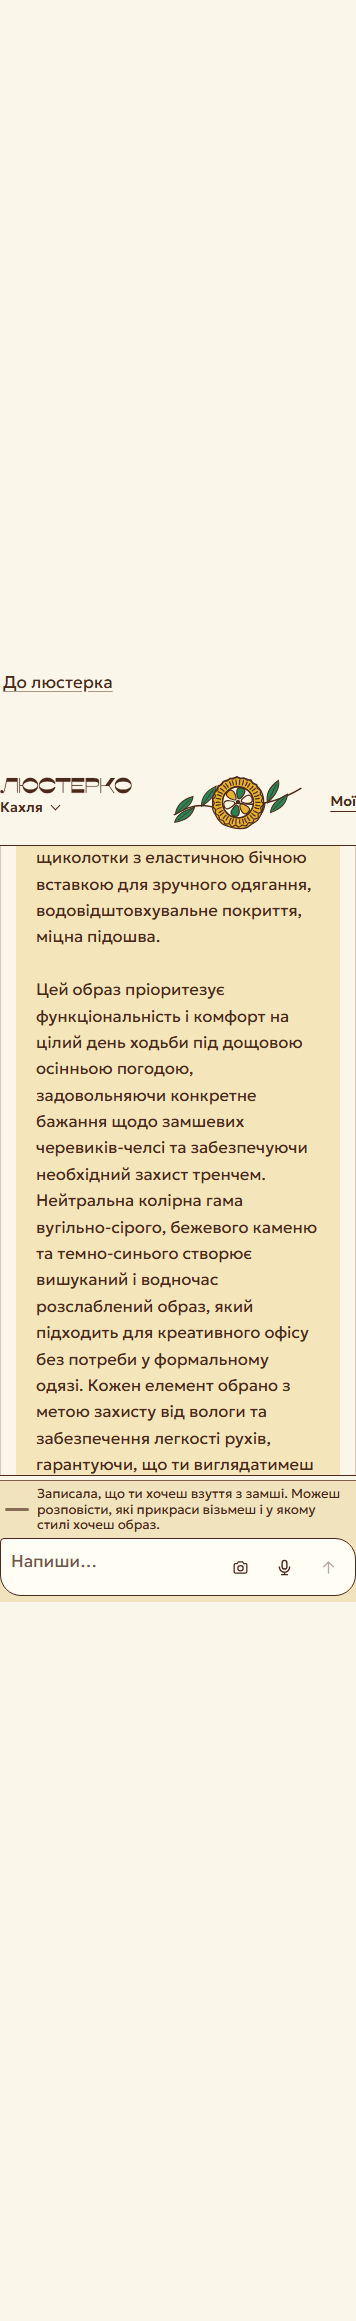 До люстерка
ЛЮСТЕРКО
Кахля
Мої
щиколотки з еластичною бічною
вставкою для зручного одягання,
водовідштовхувальне покриття,
міцна підошва.
Цей образ пріоритезує
функціональність і комфорт на
цілий день ходьби під дощовою
осінньою погодою,
задовольняючи конкретне
бажання щодо замшевих
черевиків-челсі та забезпечуючи
необхідний захист тренчем.
Нейтральна колірна гама
вугільно-сірого, бежевого каменю
та темно-синього створює
вишуканий і водночас
розслаблений образ, який
підходить для креативного офісу
без потреби у формальному
одязі. Кожен елемент обрано з
метою захисту від вологи та
забезпечення легкості рухів,
гарантуючи, що ти виглядатимеш
Записала, що ти хочеш взуття з замші. Можеш
розповісти, які прикраси візьмеш і у якому
стилі хочеш образ.
Напиши...